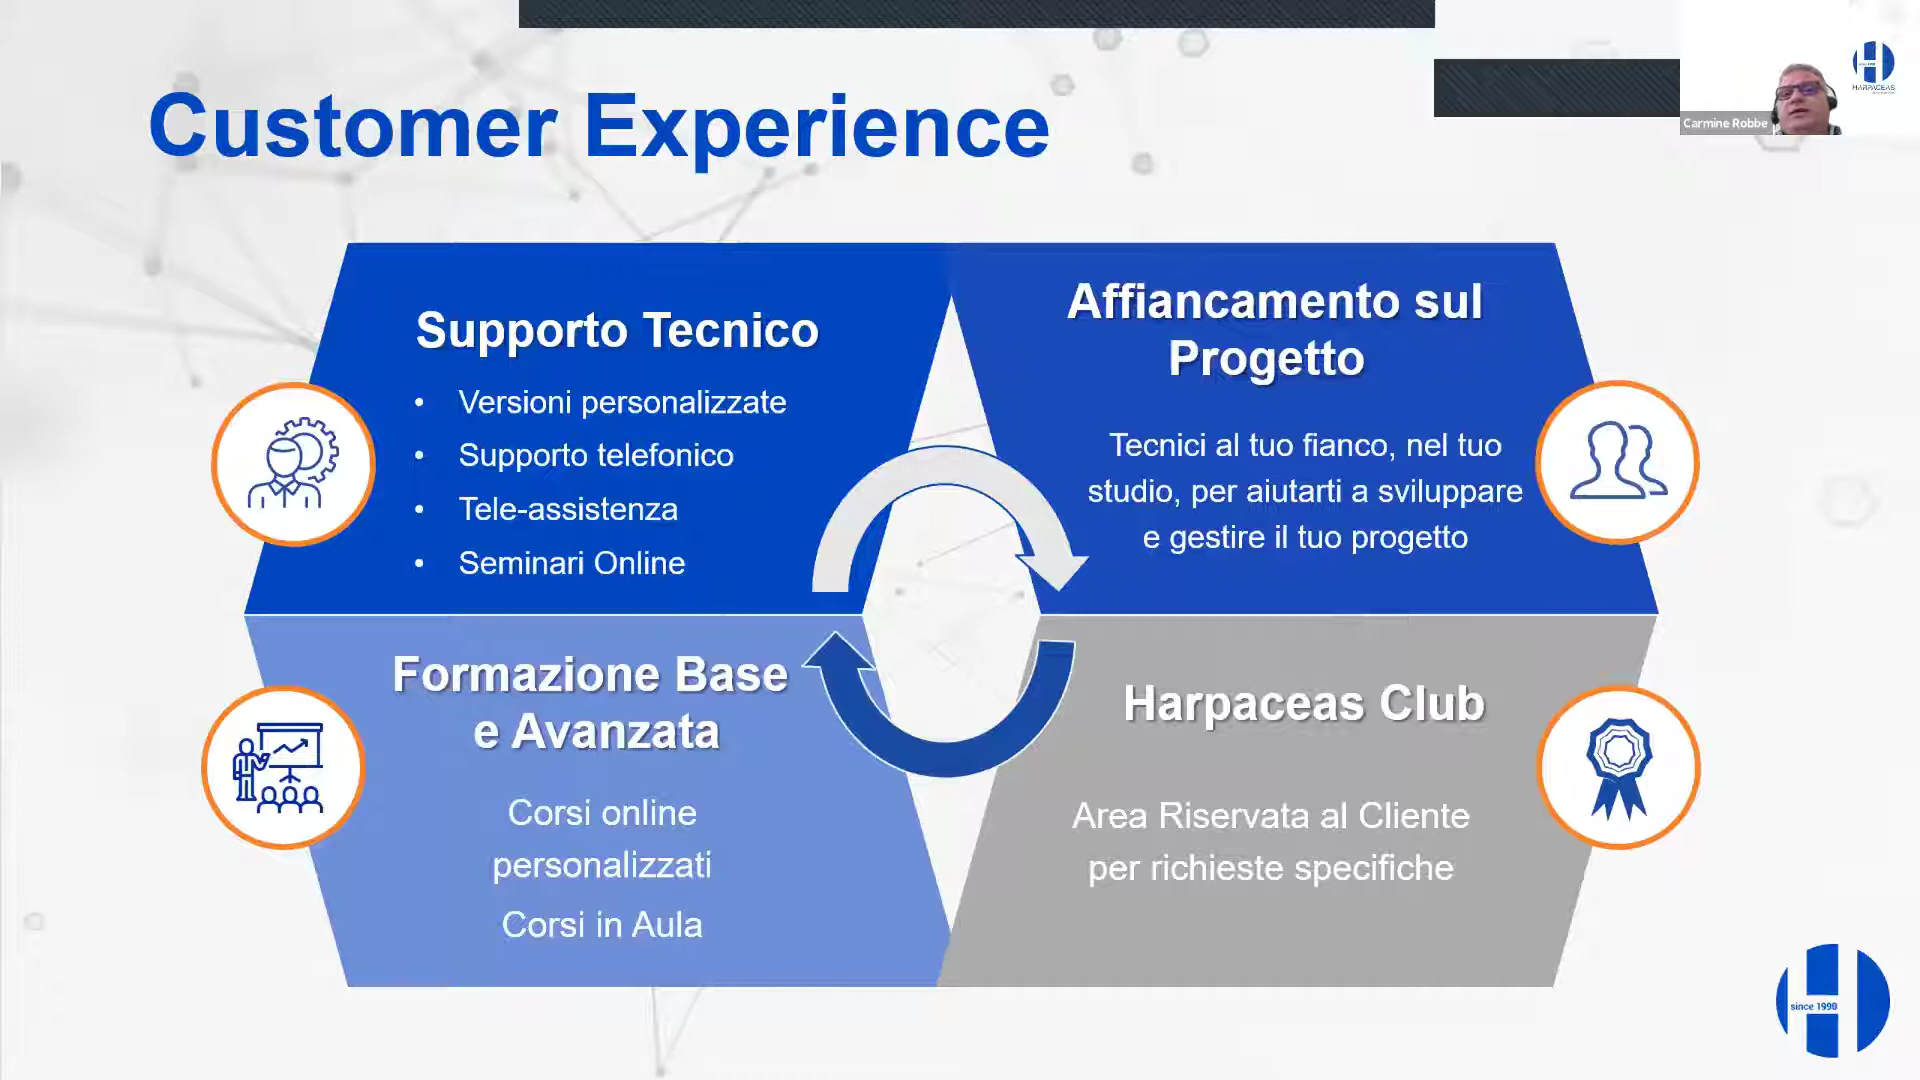 Customer Experience
HARPACEAS
Carmine Robbe
Supporto Tecnico
• Versioni personalizzate
• Supporto telefonico
• Tele-assistenza
• Seminari Online
Affiancamento sul
Progetto
Tecnici al tuo fianco, nel tuo
studio, per aiutarti a sviluppare
e gestire il tuo progetto
Formazione Base
e Avanzata
Corsi online
personalizzati
Corsi in Aula
Harpaceas Club
Area Riservata al Cliente
per richieste specifiche
since 1990